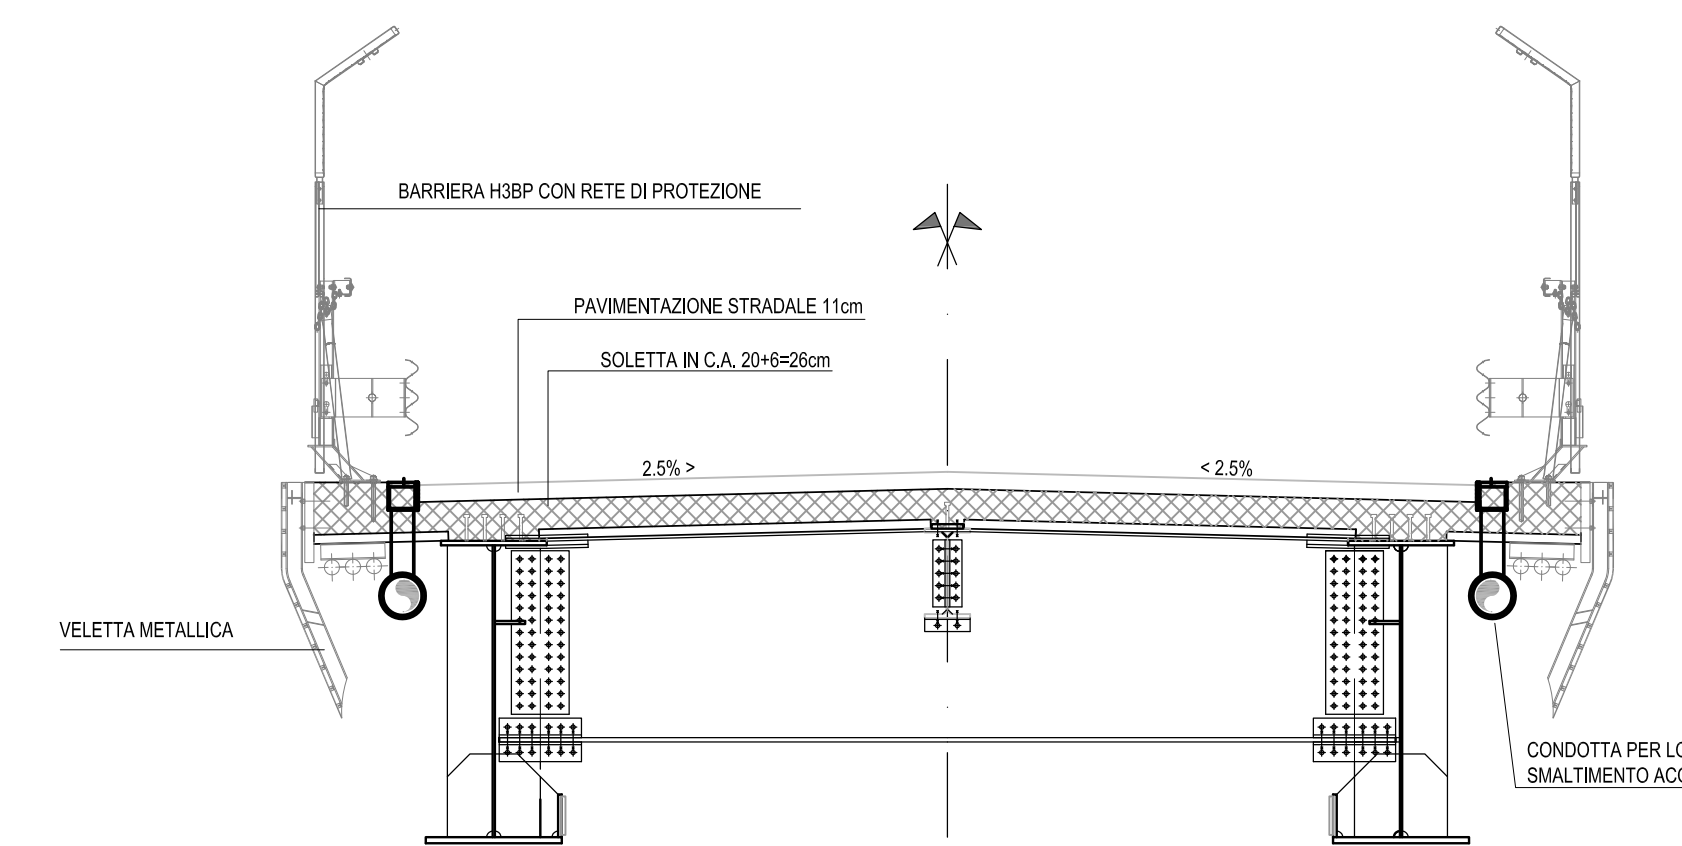 BARRIERA H3BP CON RETE DI PROTEZIONE
PAVIMENTAZIONE STRADALE 11cm
SOLETTA IN C.A. 20+6=26cm
2.5% >
< 2.5%
VELETTA METALLICA
CONDOTTA PER LO
SMALTIMENTO